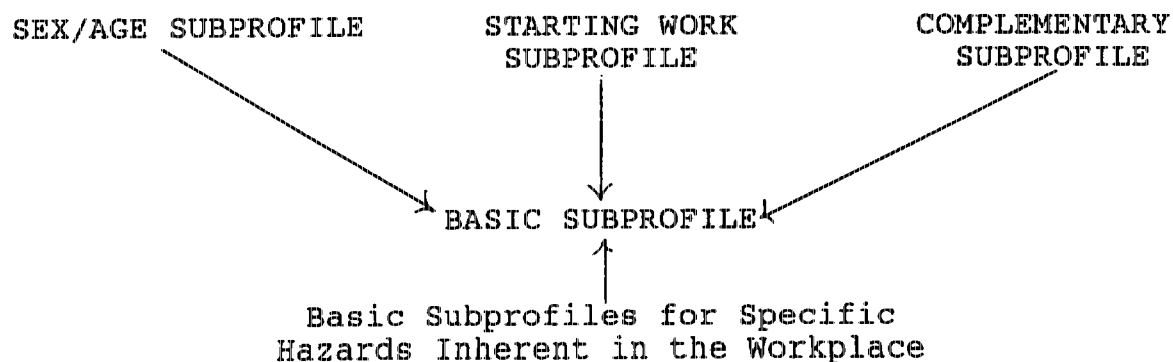 SEX/AGE SUBPROFILE
STARTING WORK
SUBPROFILE
COMPLEMENTARY
SUBPROFILE
BASIC SUBPROFILE
Basic Subprofiles for Specific
Hazards Inherent in the Workplace